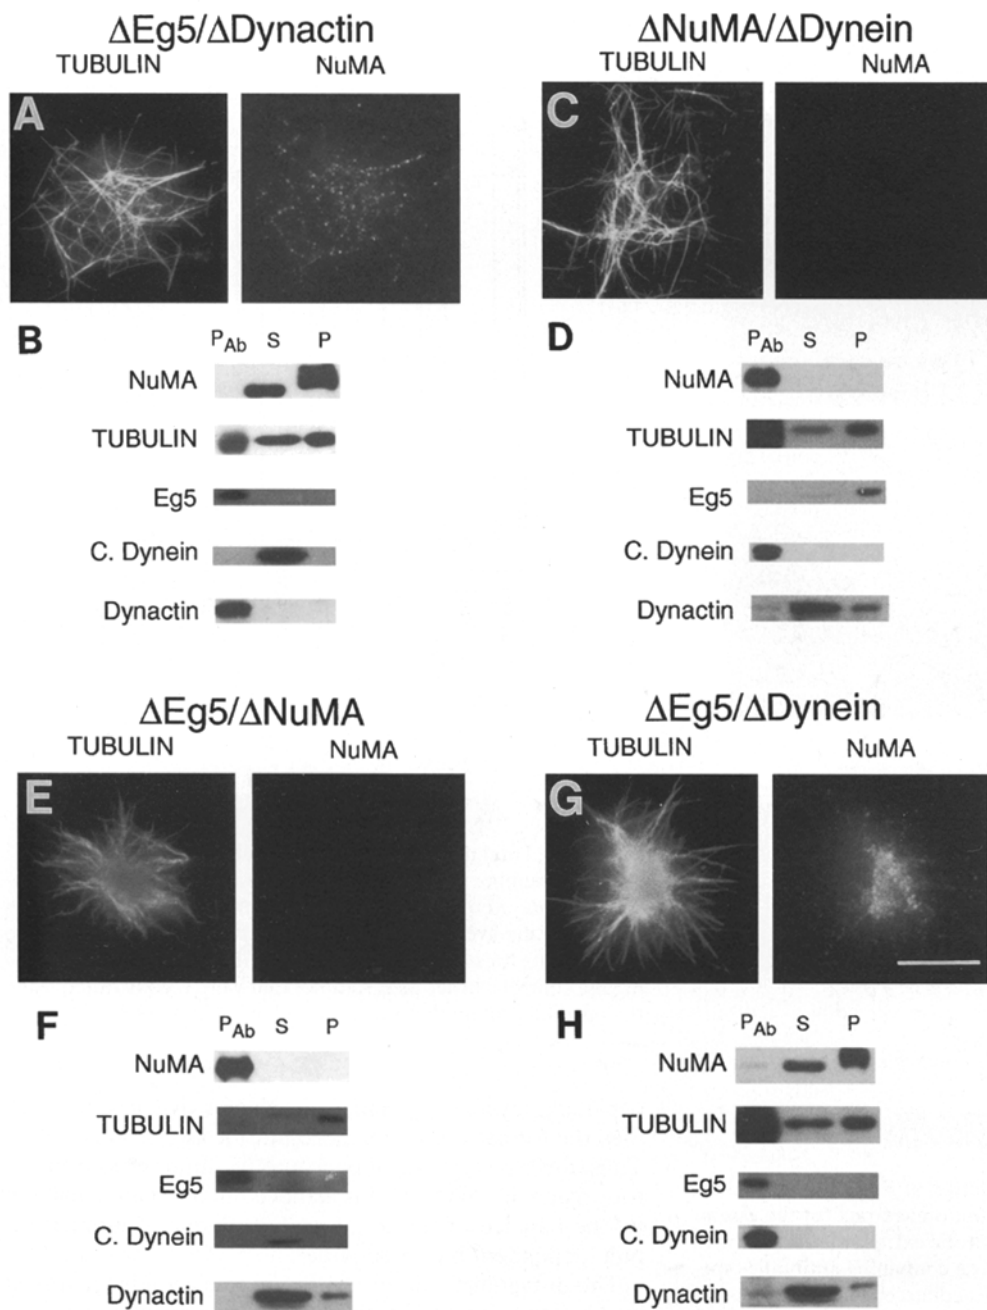 ΔEg5/ΔDynactin
TUBULIN NuMA
A
B
P_Ab S P
NuMA
TUBULIN
Eg5
C. Dynein
Dynactin
ΔNuMA/ΔDynein
TUBULIN NuMA
C
D
P_Ab S P
NuMA
TUBULIN
Eg5
C. Dynein
Dynactin
ΔEg5/ΔNuMA
TUBULIN NuMA
E
F
P_Ab S P
NuMA
TUBULIN
Eg5
C. Dynein
Dynactin
ΔEg5/ΔDynein
TUBULIN NuMA
G
H
P_Ab S P
NuMA
TUBULIN
Eg5
C. Dynein
Dynactin